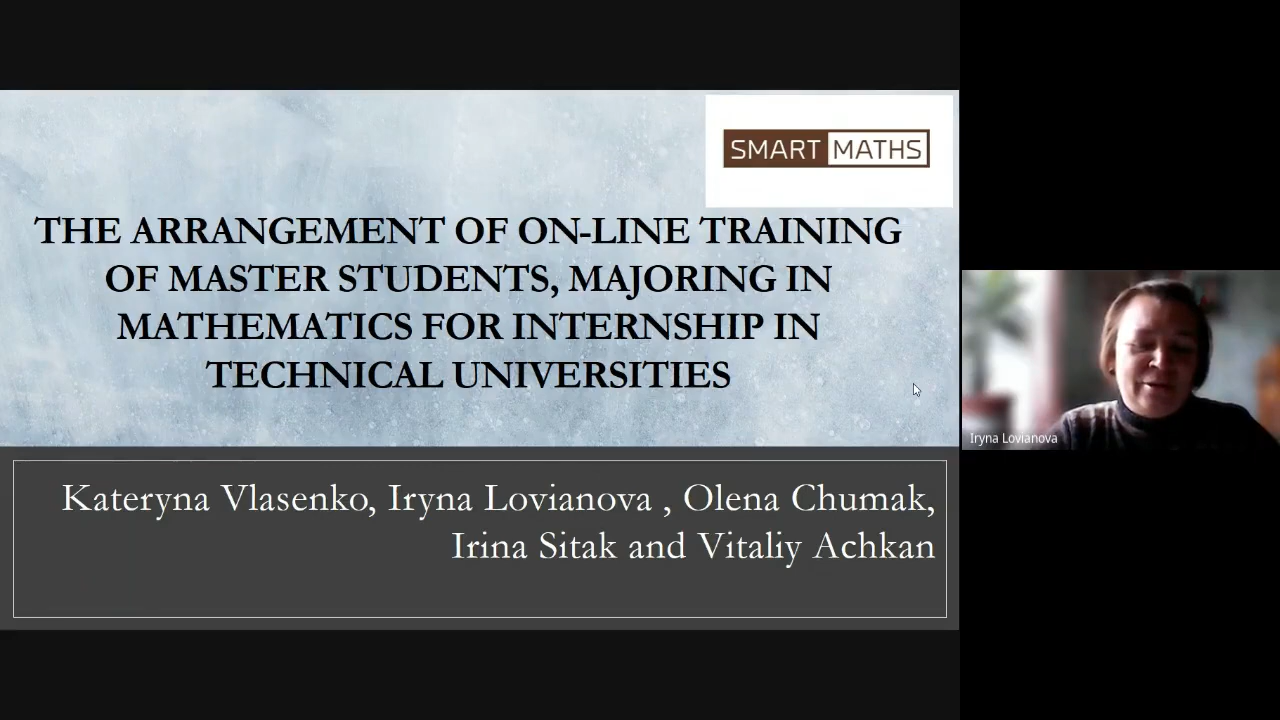 SMART MATHS
THE ARRANGEMENT OF ON-LINE TRAINING
OF MASTER STUDENTS, MAJORING IN
MATHEMATICS FOR INTERNSHIP IN
TECHNICAL UNIVERSITIES
Kateryna Vlasenko, Iryna Lovianova , Olena Chumak,
Irina Sitak and Vitaliy Achkan
Iryna Lovianova